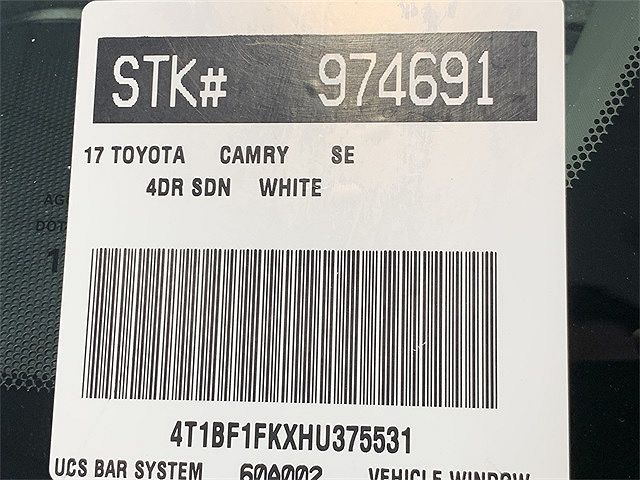 STK# 974691
17 TOYOTA CAMRY SE
4DR SDN WHITE
4T1BF1FKXHU375531
UCS BAR SYSTEM 60A002 VEHICLE WINDOW